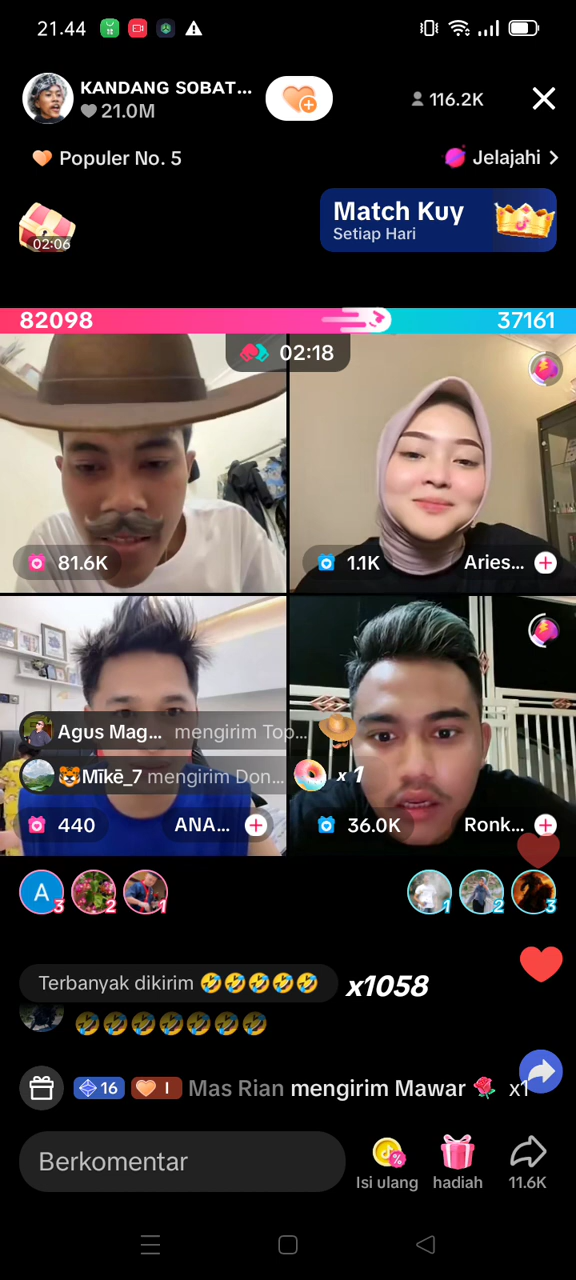 21.44
KANDANG SOBAT...
21.0M
116.2K
Populer No. 5
Jelajahi
02:06
Match Kuy
Setiap Hari
82098
37161
02:18
81.6K
1.1K
Aries...
Agus Mag... mengirim Top...
🐯Mīkē_7 mengirim Don... x 1
440
ANA...
36.0K
Ronk...
A
3
2
1
1
2
3
Terbanyak dikirim 🤣🤣🤣🤣🤣 x1058
🤣🤣🤣🤣🤣🤣🤣
16 I Mas Rian mengirim Mawar 🌹 x1
Berkomentar
Isi ulang
hadiah
11.6K